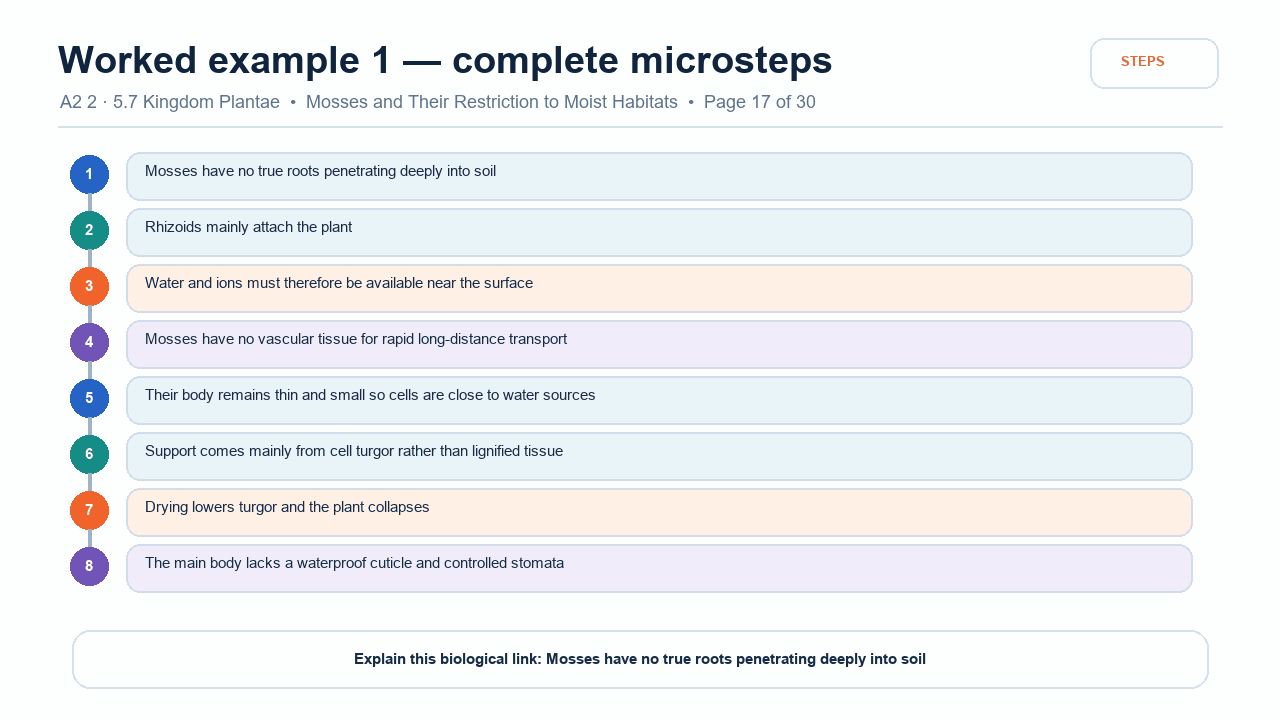 Worked example 1 — complete microsteps
STEPS
A2 2 · 5.7 Kingdom Plantae • Mosses and Their Restriction to Moist Habitats • Page 17 of 30
1 Mosses have no true roots penetrating deeply into soil
2 Rhizoids mainly attach the plant
3 Water and ions must therefore be available near the surface
4 Mosses have no vascular tissue for rapid long-distance transport
5 Their body remains thin and small so cells are close to water sources
6 Support comes mainly from cell turgor rather than lignified tissue
7 Drying lowers turgor and the plant collapses
8 The main body lacks a waterproof cuticle and controlled stomata
Explain this biological link: Mosses have no true roots penetrating deeply into soil